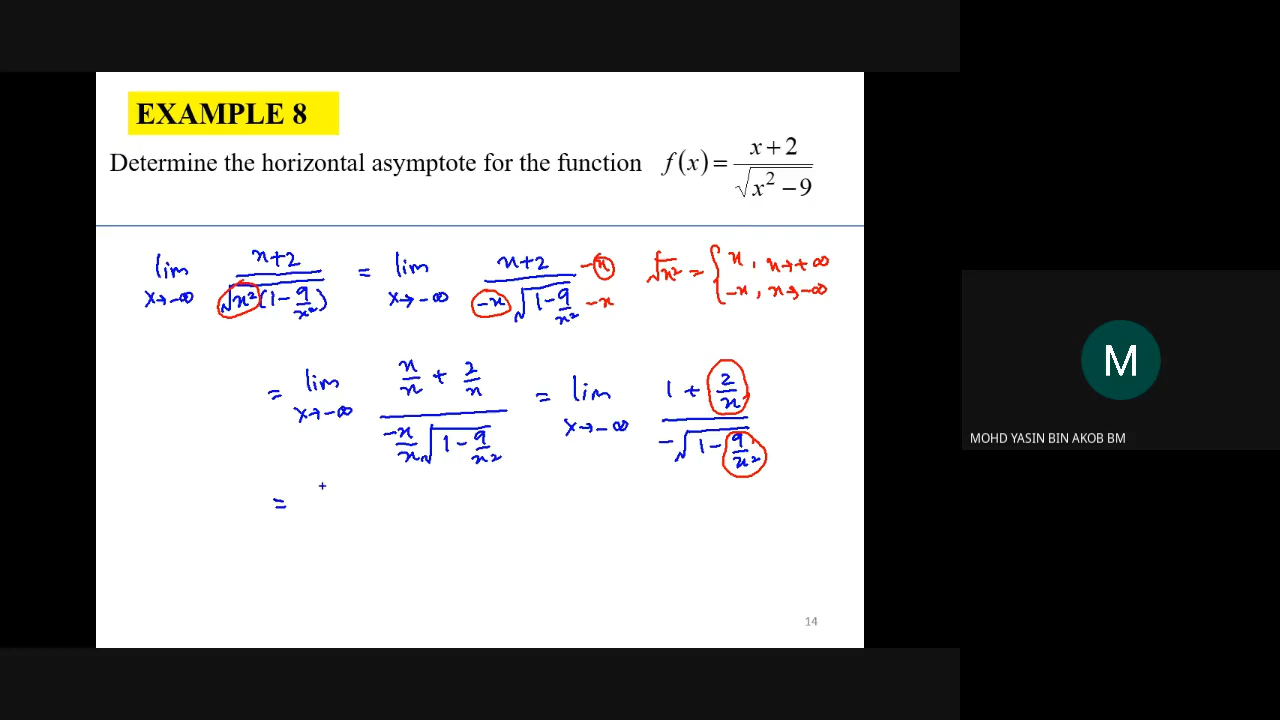 EXAMPLE 8
Determine the horizontal asymptote for the function f(x) = (x + 2)/√(x² − 9)
lim x→−∞ (x+2)/√(x²(1 − 9/x²)) = lim x→−∞ (x+2)/(−x√(1 − 9/x²)) −x −x √x² = { x, x→+∞
−x, x→−∞
= lim x→−∞ (x/x + 2/x)/(−x/x √(1 − 9/x²)) = lim x→−∞ (1 + 2/x)/(−√(1 − 9/x²))
=
M
MOHD YASIN BIN AKOB BM
14